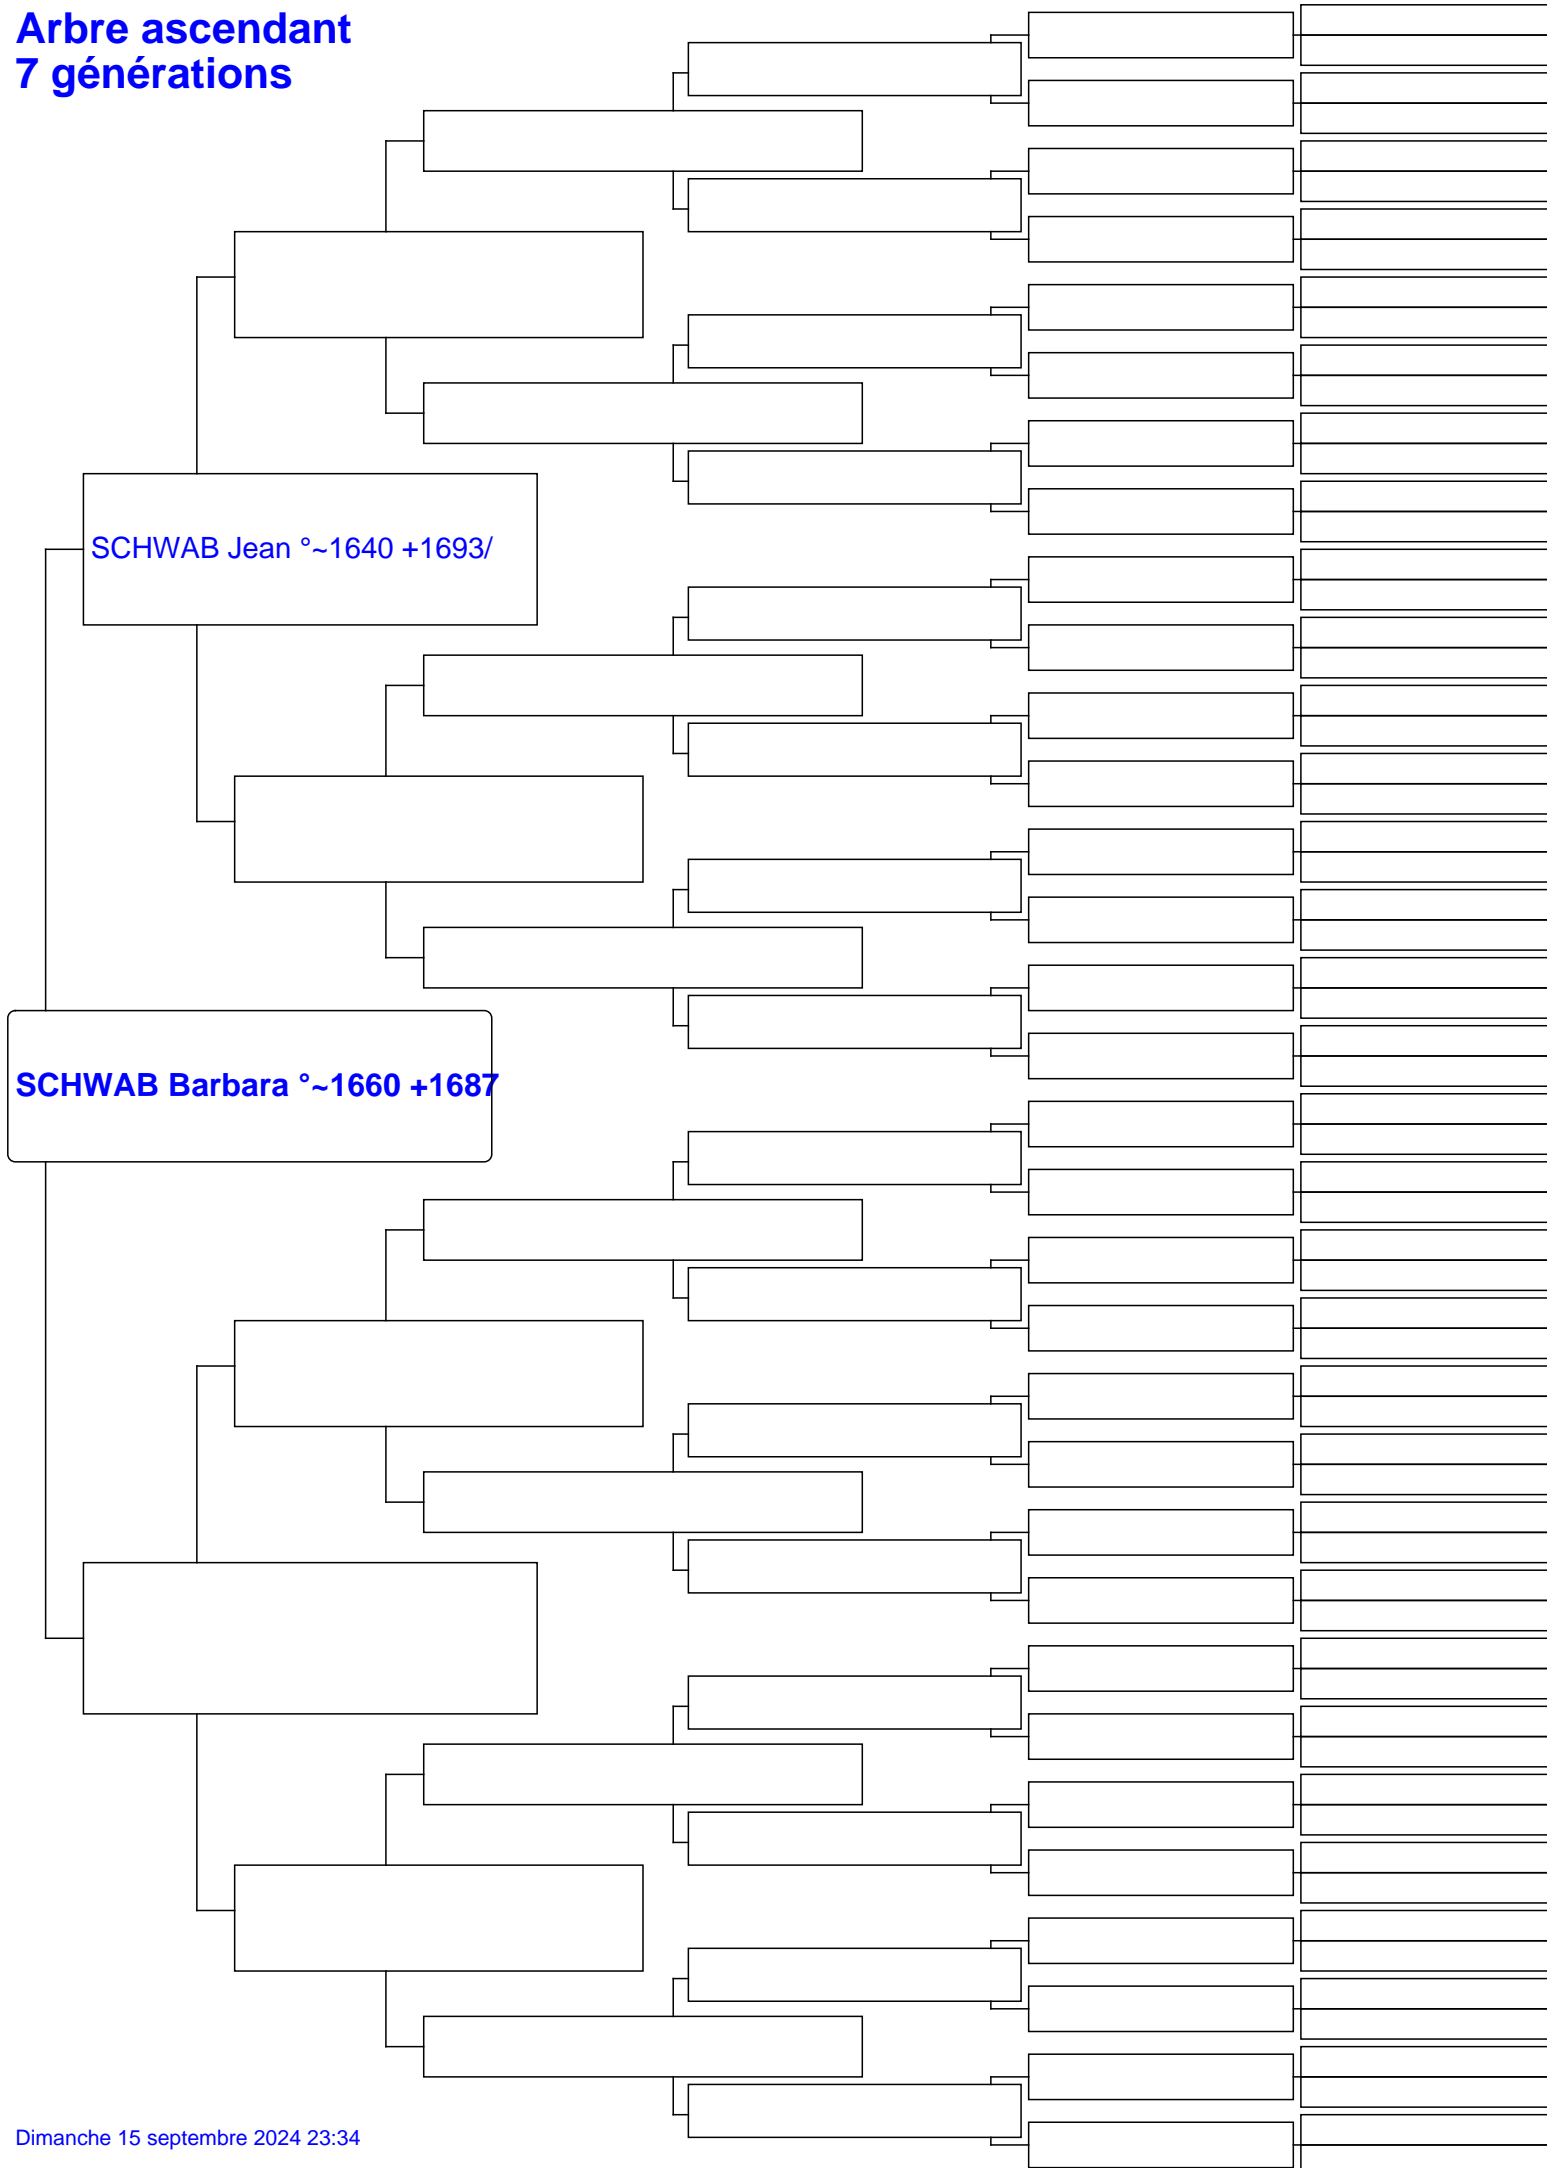 Arbre ascendant
7 générations
SCHWAB Jean °~1640 +1693/
SCHWAB Barbara °~1660 +1687
Dimanche 15 septembre 2024 23:34